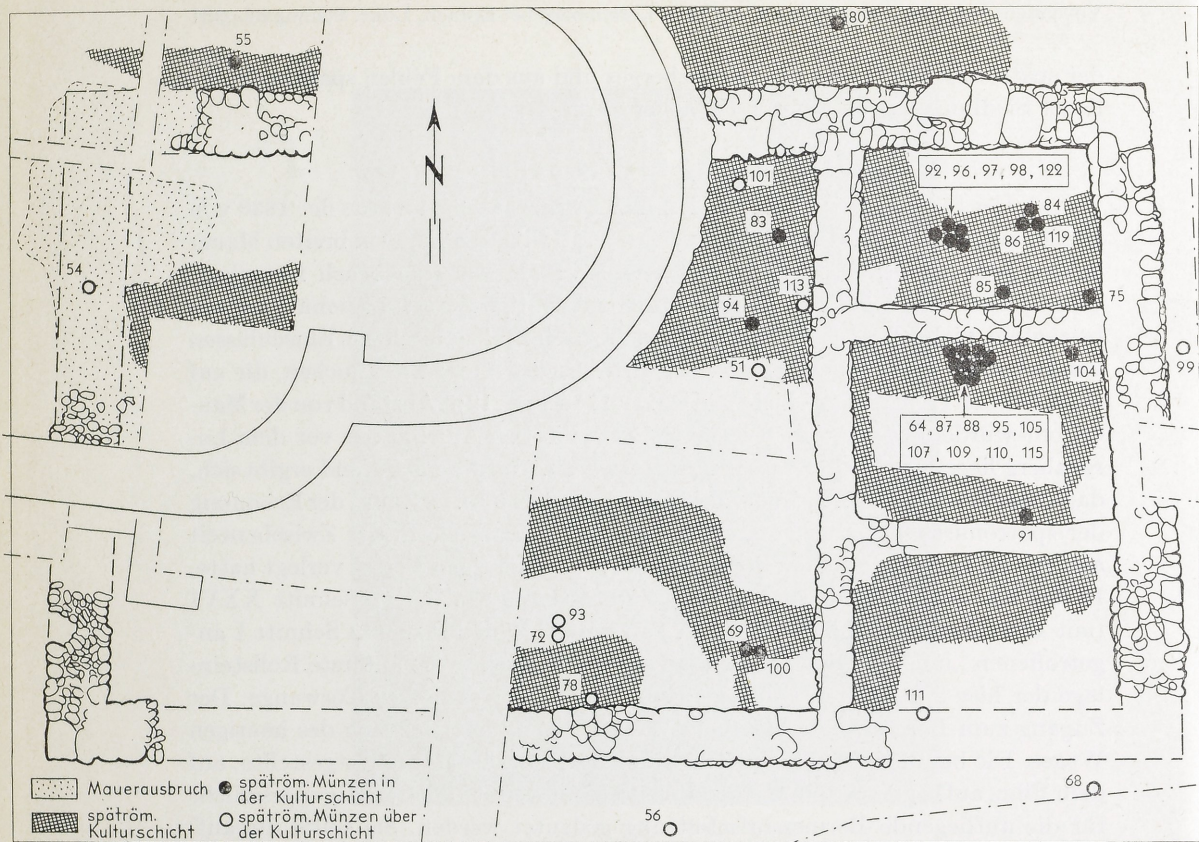 80
55
N
101
92, 96, 97, 98, 122
84
83
86
119
54
113
85
75
94
51
104
99
64, 87, 88, 95, 105
107, 109, 110, 115
91
93
72
69
100
78
111
68
56
Mauerausbruch
spätröm.
Kulturschicht
spätröm. Münzen in
der Kulturschicht
spätröm. Münzen über
der Kulturschicht